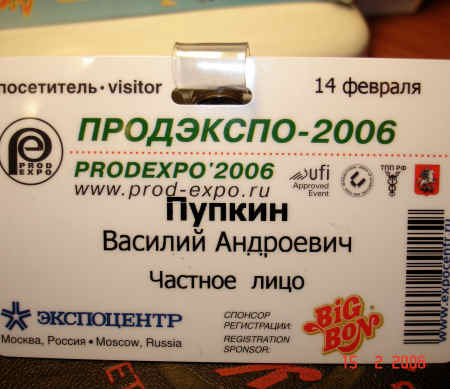 посетитель · visitor
14 февраля
PROD EXPO
ПРОДЭКСПО-2006
PRODEXPO'2006
www.prod-expo.ru
ufi
Approved
Event
ТПП РФ
Пупкин
Василий Андроевич
Частное лицо
ЭКСПОЦЕНТР
Москва, Россия • Moscow, Russia
СПОНСОР
РЕГИСТРАЦИИ:
REGISTRATION
SPONSOR:
BIG
BON
www.expocentr.ru
15 2 2006